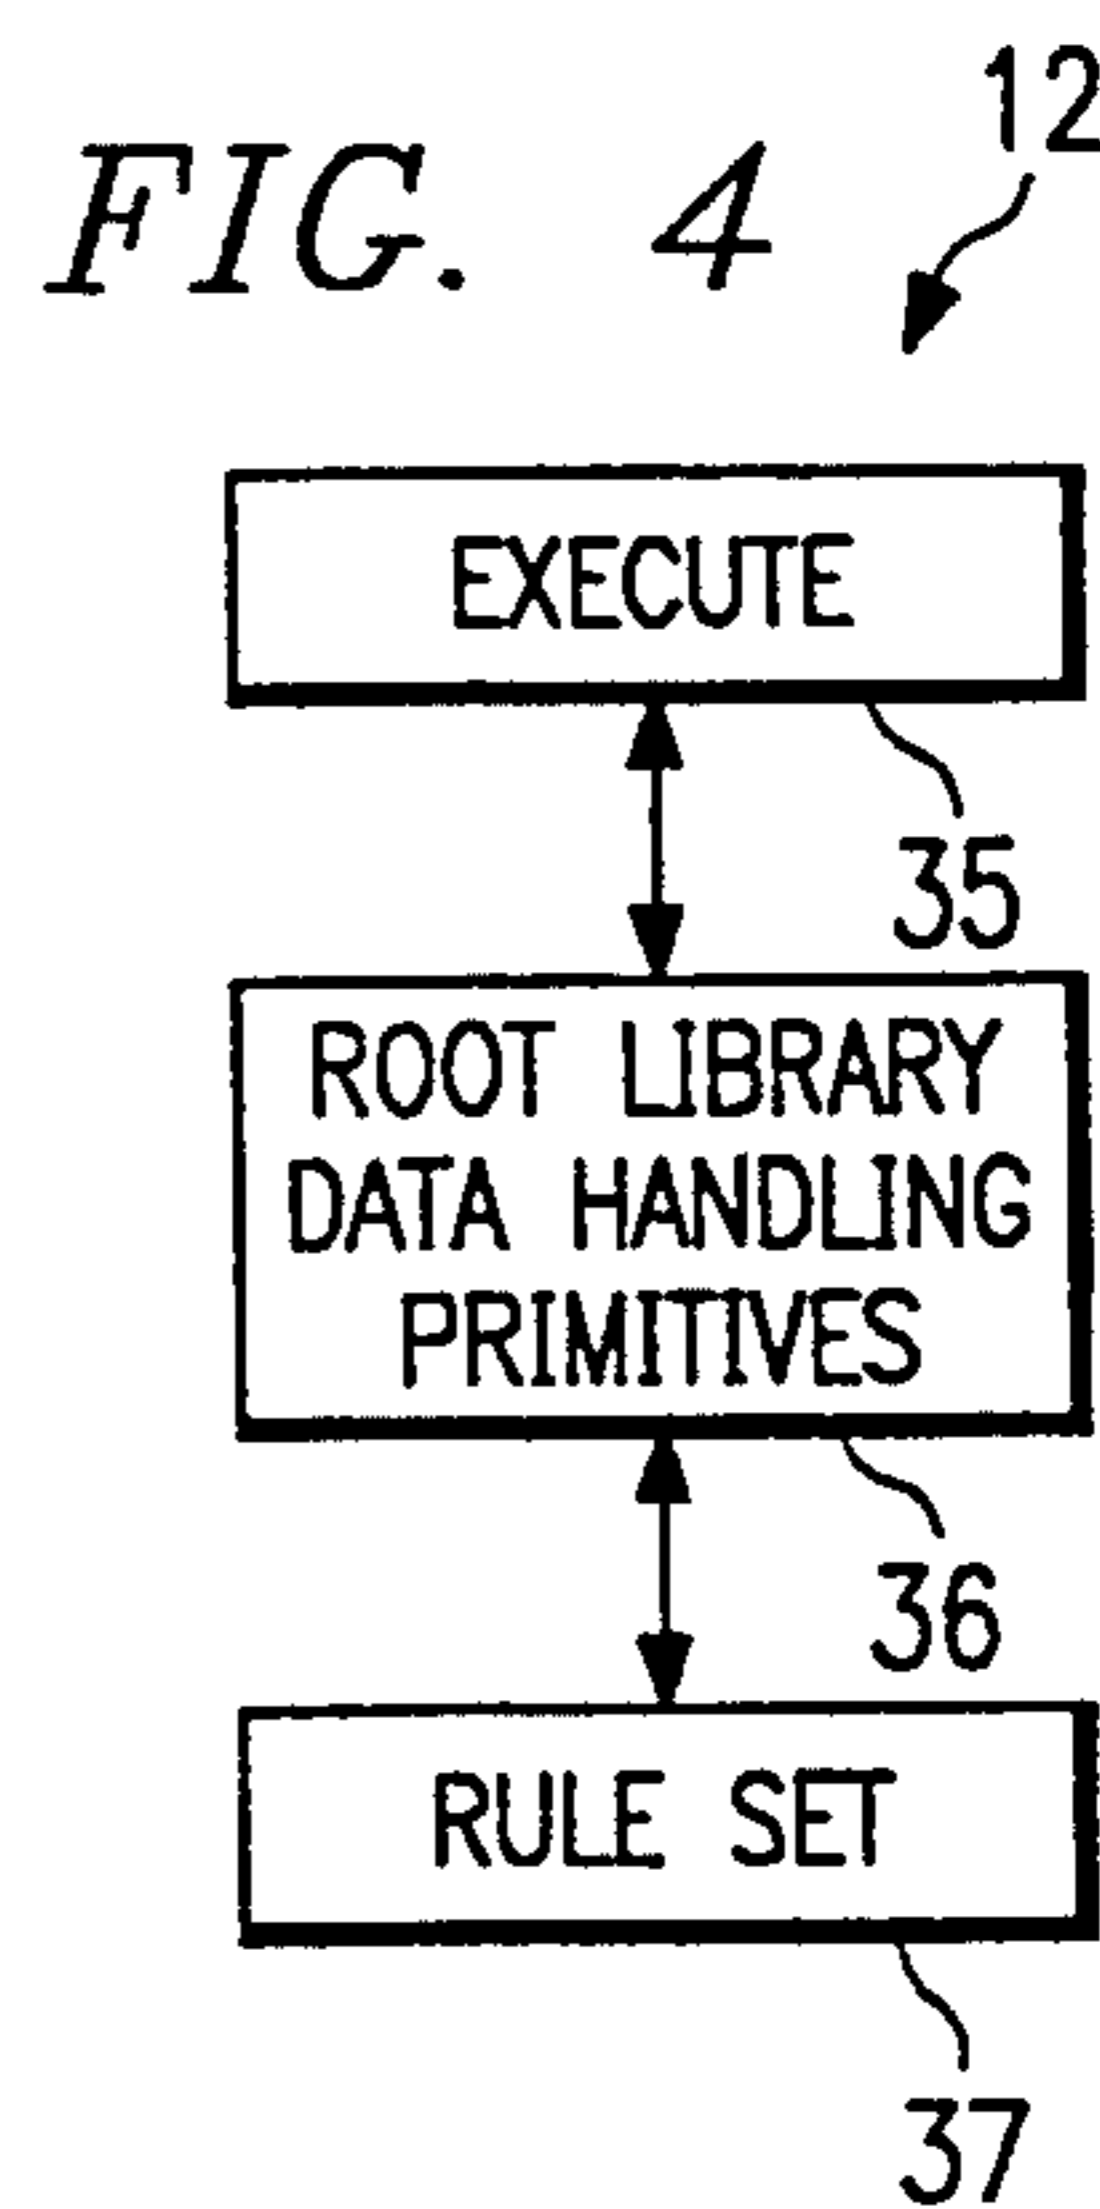 FIG. 4
12
EXECUTE
35
ROOT LIBRARY
DATA HANDLING
PRIMITIVES
36
RULE SET
37